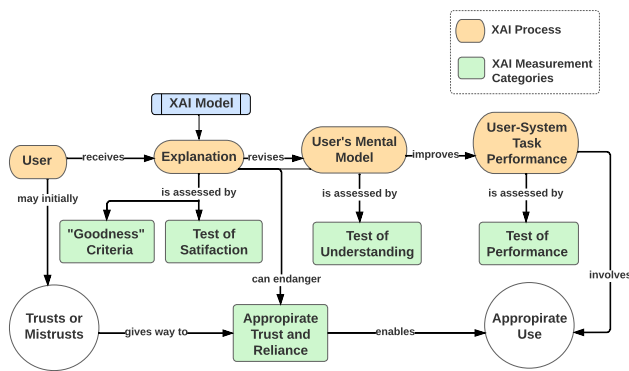 XAI Process
XAI Measurement
Categories
XAI Model
User-System
Task
Performance
User
receives
Explanation
revises
User's Mental
Model
improves
may initially
is assessed by
is assessed by
is assessed by
"Goodness"
Criteria
Test of
Satifaction
Test of
Understanding
Test of
Performance
can endanger
involves
Trusts or
Mistrusts
gives way to
Appropirate
Trust and
Reliance
enables
Appropirate
Use